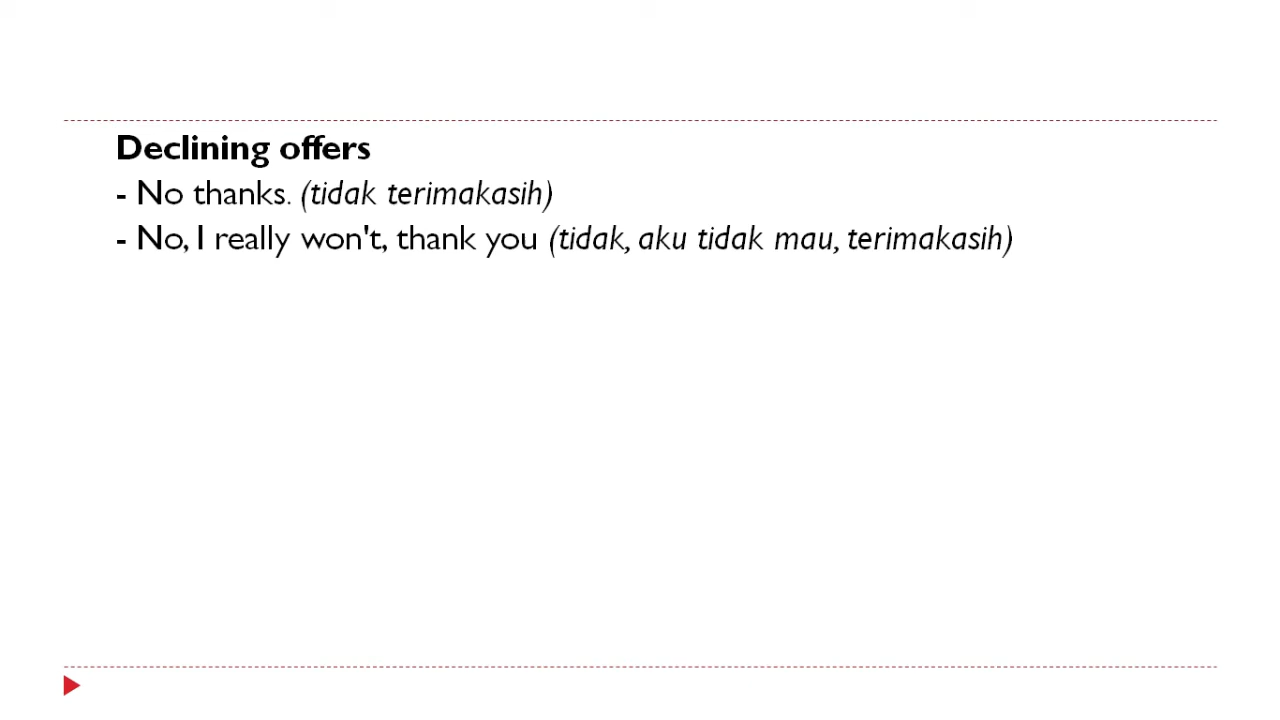 Declining offers
- No thanks. (tidak terimakasih)
- No, I really won't, thank you (tidak, aku tidak mau, terimakasih)